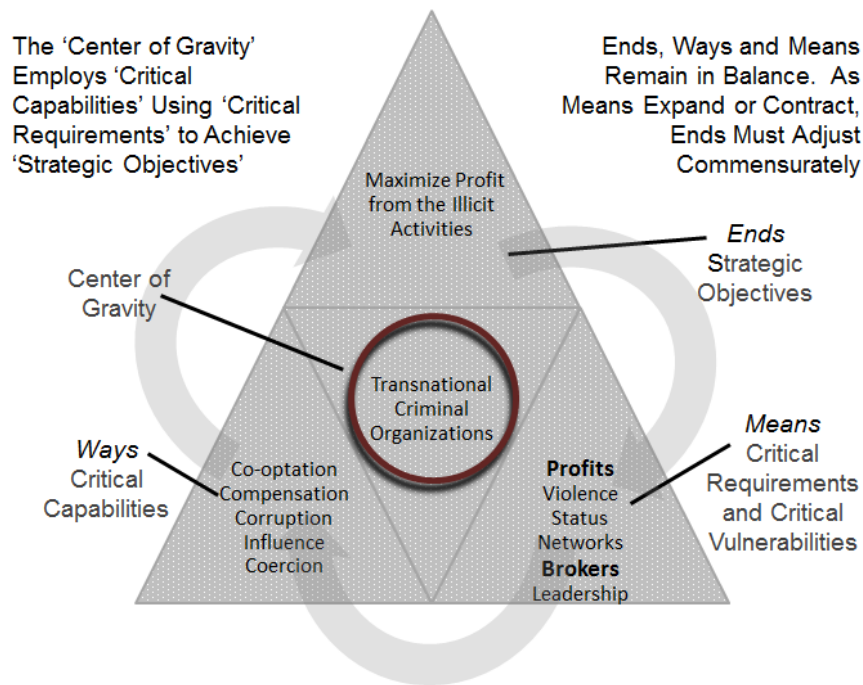 The ‘Center of Gravity’
Employs ‘Critical
Capabilities’ Using ‘Critical
Requirements’ to Achieve
‘Strategic Objectives’
Ends, Ways and Means
Remain in Balance.  As
Means Expand or Contract,
Ends Must Adjust
Commensurately
Maximize Profit
from the Illicit
Activities
Ends
Strategic
Objectives
Center of
Gravity
Transnational
Criminal
Organizations
Ways
Critical
Capabilities
Co-optation
Compensation
Corruption
Influence
Coercion
Profits
Violence
Status
Networks
Brokers
Leadership
Means
Critical
Requirements
and Critical
Vulnerabilities